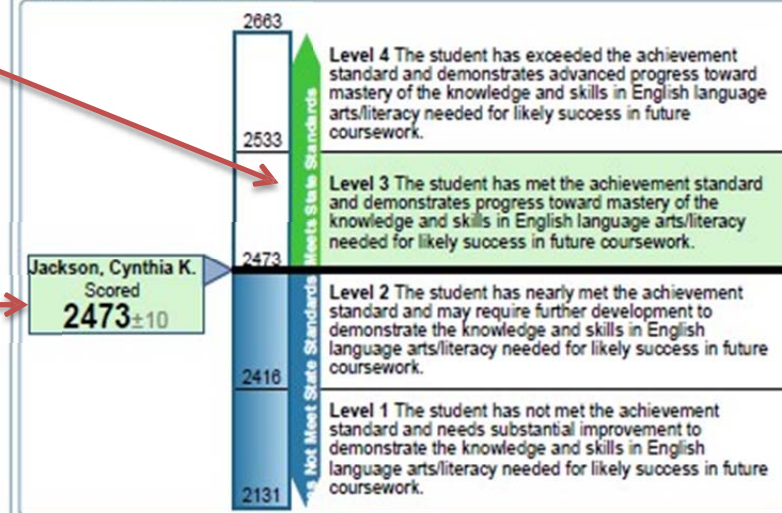 2663
Level 4 The student has exceeded the achievement
standard and demonstrates advanced progress toward
mastery of the knowledge and skills in English language
arts/literacy needed for likely success in future
coursework.
2533
Level 3 The student has met the achievement standard
and demonstrates progress toward mastery of the
knowledge and skills in English language arts/literacy
needed for likely success in future coursework.
Meets State Standards
2473
Jackson, Cynthia K.
Scored
2473±10
Level 2 The student has nearly met the achievement
standard and may require further development to
demonstrate the knowledge and skills in English
language arts/literacy needed for likely success in future
coursework.
2416
es Not Meet State Standards
Level 1 The student has not met the achievement
standard and needs substantial improvement to
demonstrate the knowledge and skills in English
language arts/literacy needed for likely success in future
coursework.
2131